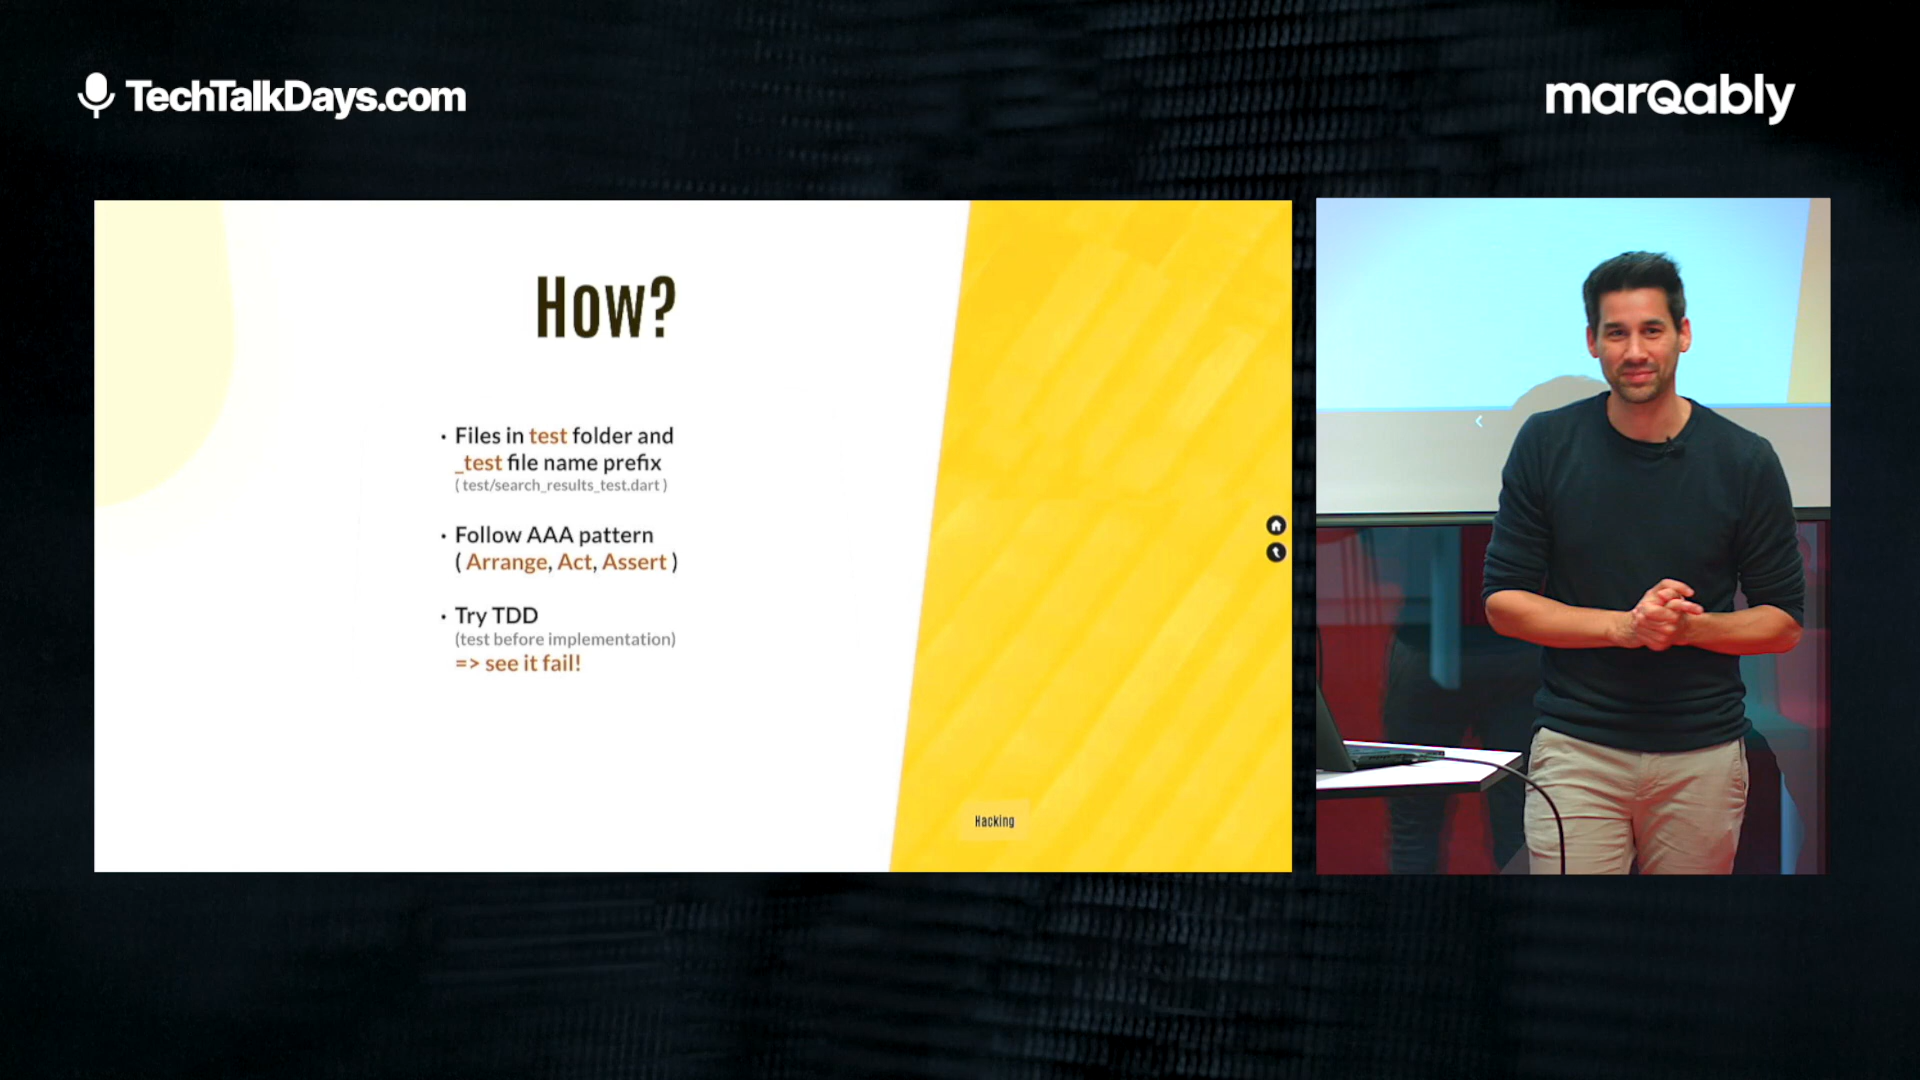 TechTalkDays.com
marQably
How?
• Files in test folder and
_test file name prefix
( test/search_results_test.dart )
• Follow AAA pattern
( Arrange, Act, Assert )
• Try TDD
(test before implementation)
=> see it fail!
Hacking